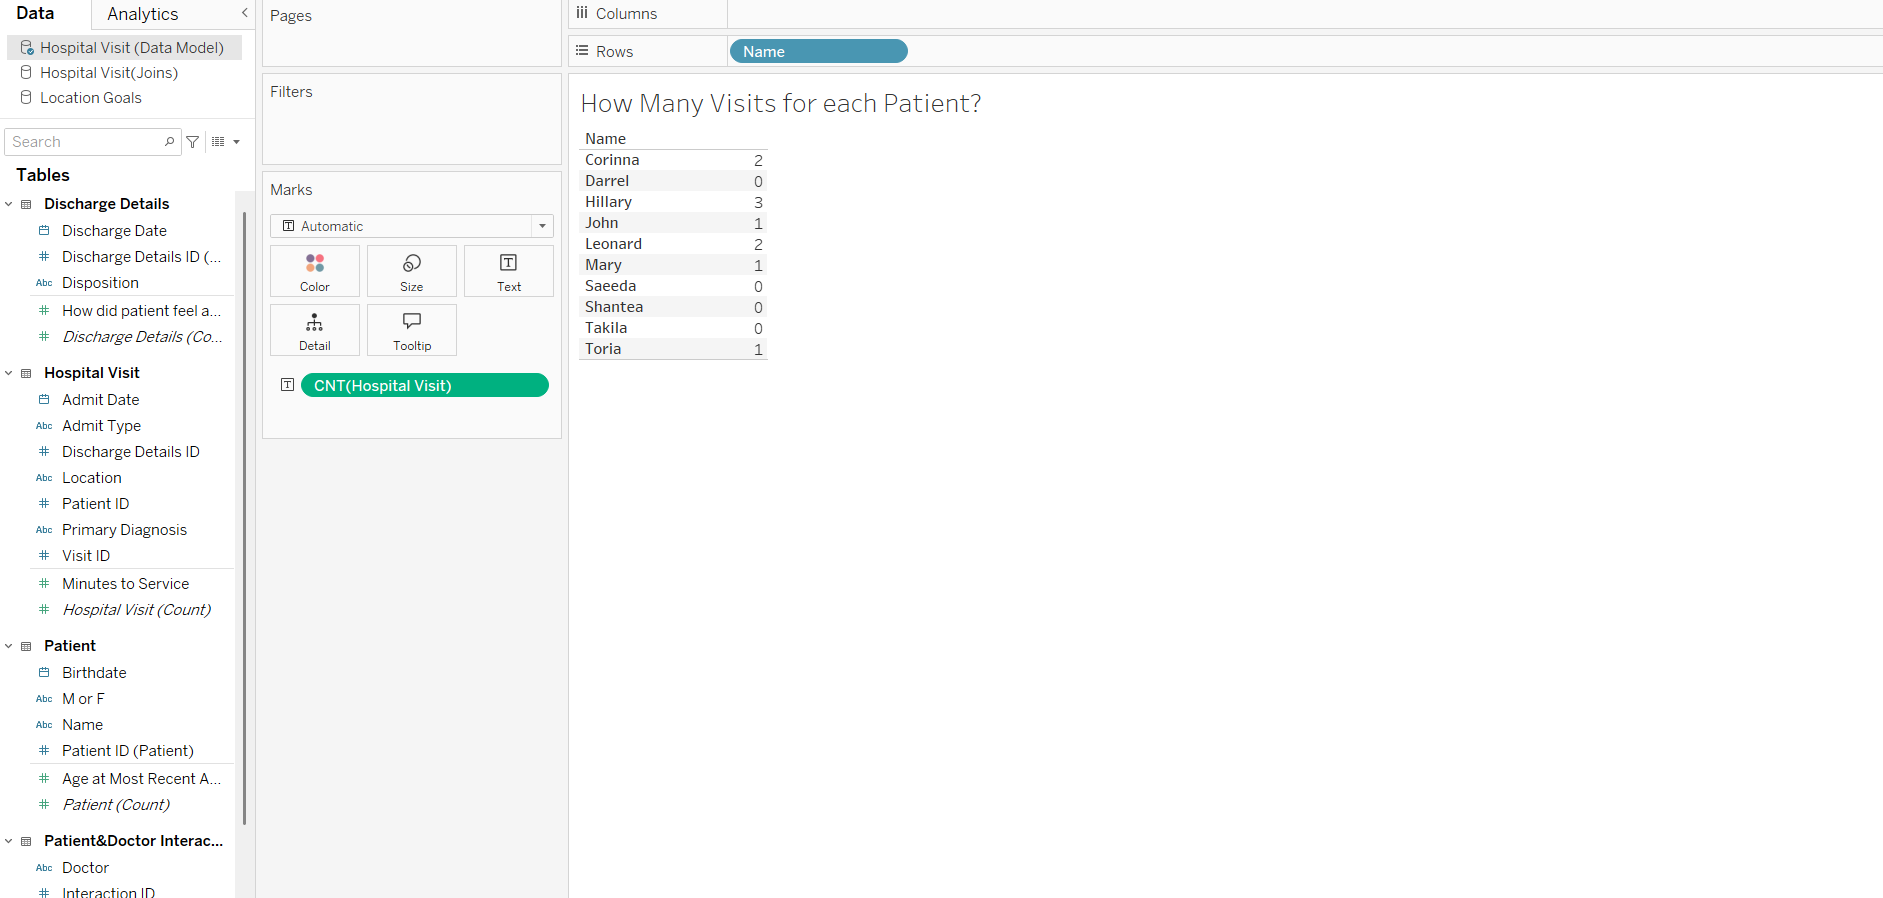 Data
Analytics
Hospital Visit (Data Model)
Hospital Visit(Joins)
Location Goals
Search
Tables
Discharge Details
Discharge Date
Discharge Details ID (...
Abc Disposition
How did patient feel a...
Discharge Details (Co...
Hospital Visit
Admit Date
Abc Admit Type
Discharge Details ID
Abc Location
Patient ID
Abc Primary Diagnosis
Visit ID
Minutes to Service
Hospital Visit (Count)
Patient
Birthdate
Abc M or F
Abc Name
Patient ID (Patient)
Age at Most Recent A...
Patient (Count)
Patient&Doctor Interac...
Abc Doctor
Interaction ID
Pages
Filters
Marks
Automatic
Color
Size
Text
Detail
Tooltip
CNT(Hospital Visit)
Columns
Rows
Name
How Many Visits for each Patient?
Name
Corinna 2
Darrel 0
Hillary 3
John 1
Leonard 2
Mary 1
Saeeda 0
Shantea 0
Takila 0
Toria 1